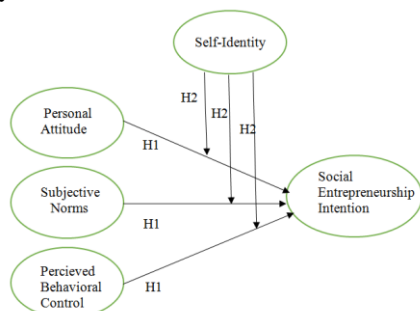 Self-Identity
H2
H2
H2
Personal
Attitude
H1
Subjective
Norms
H1
Social
Entrepreneurship
Intention
Percieved
Behavioral
Control
H1